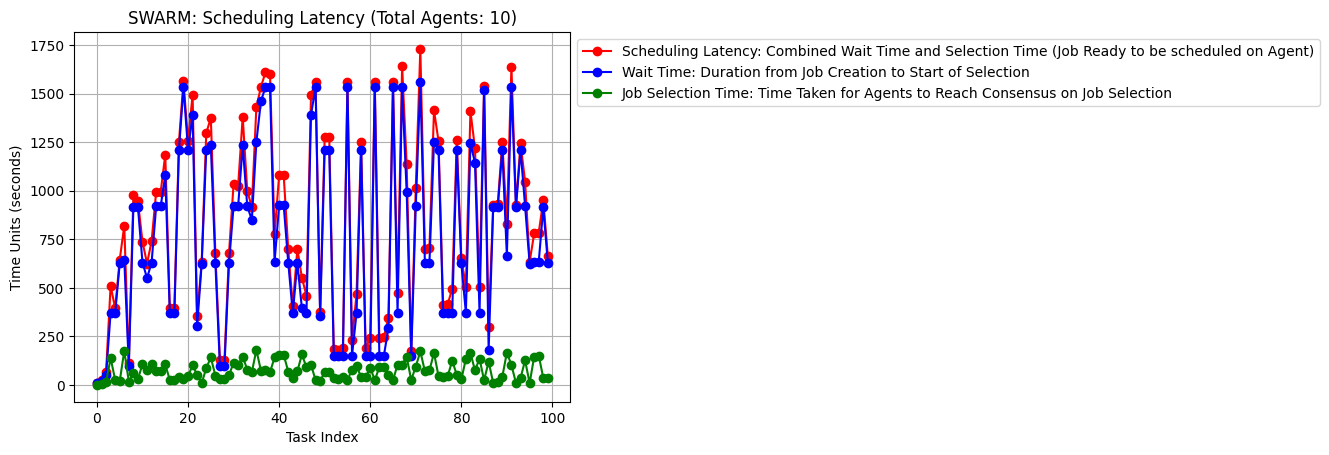 SWARM: Scheduling Latency (Total Agents: 10)
Scheduling Latency: Combined Wait Time and Selection Time (Job Ready to be scheduled on Agent)
Wait Time: Duration from Job Creation to Start of Selection
Job Selection Time: Time Taken for Agents to Reach Consensus on Job Selection
Time Units (seconds)
1750
1500
1250
1000
750
500
250
0
0 20 40 60 80 100
Task Index